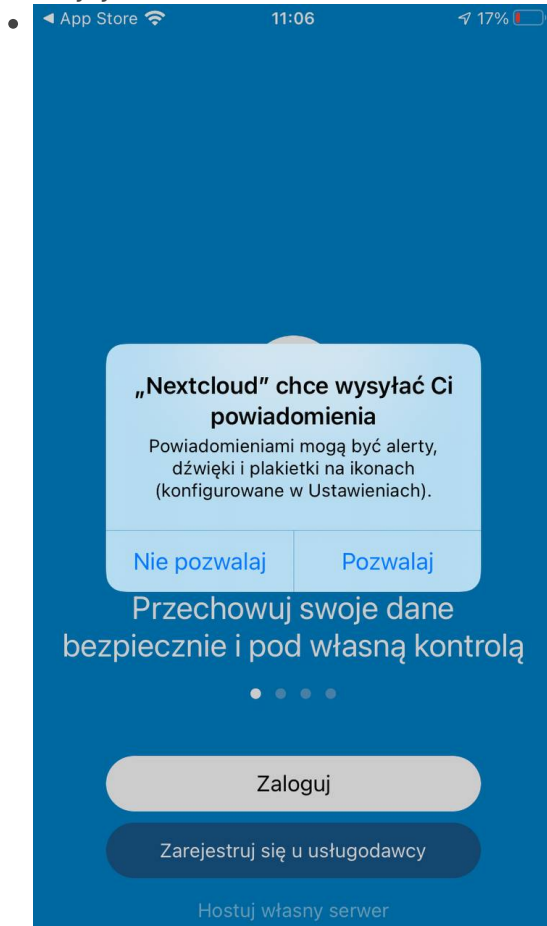 ◀ App Store
11:06
17%
„Nextcloud” chce wysyłać Ci
powiadomienia
Powiadomieniami mogą być alerty,
dźwięki i plakietki na ikonach
(konfigurowane w Ustawieniach).
Nie pozwalaj
Pozwalaj
Przechowuj swoje dane
bezpiecznie i pod własną kontrolą
Zaloguj
Zarejestruj się u usługodawcy
Hostuj własny serwer